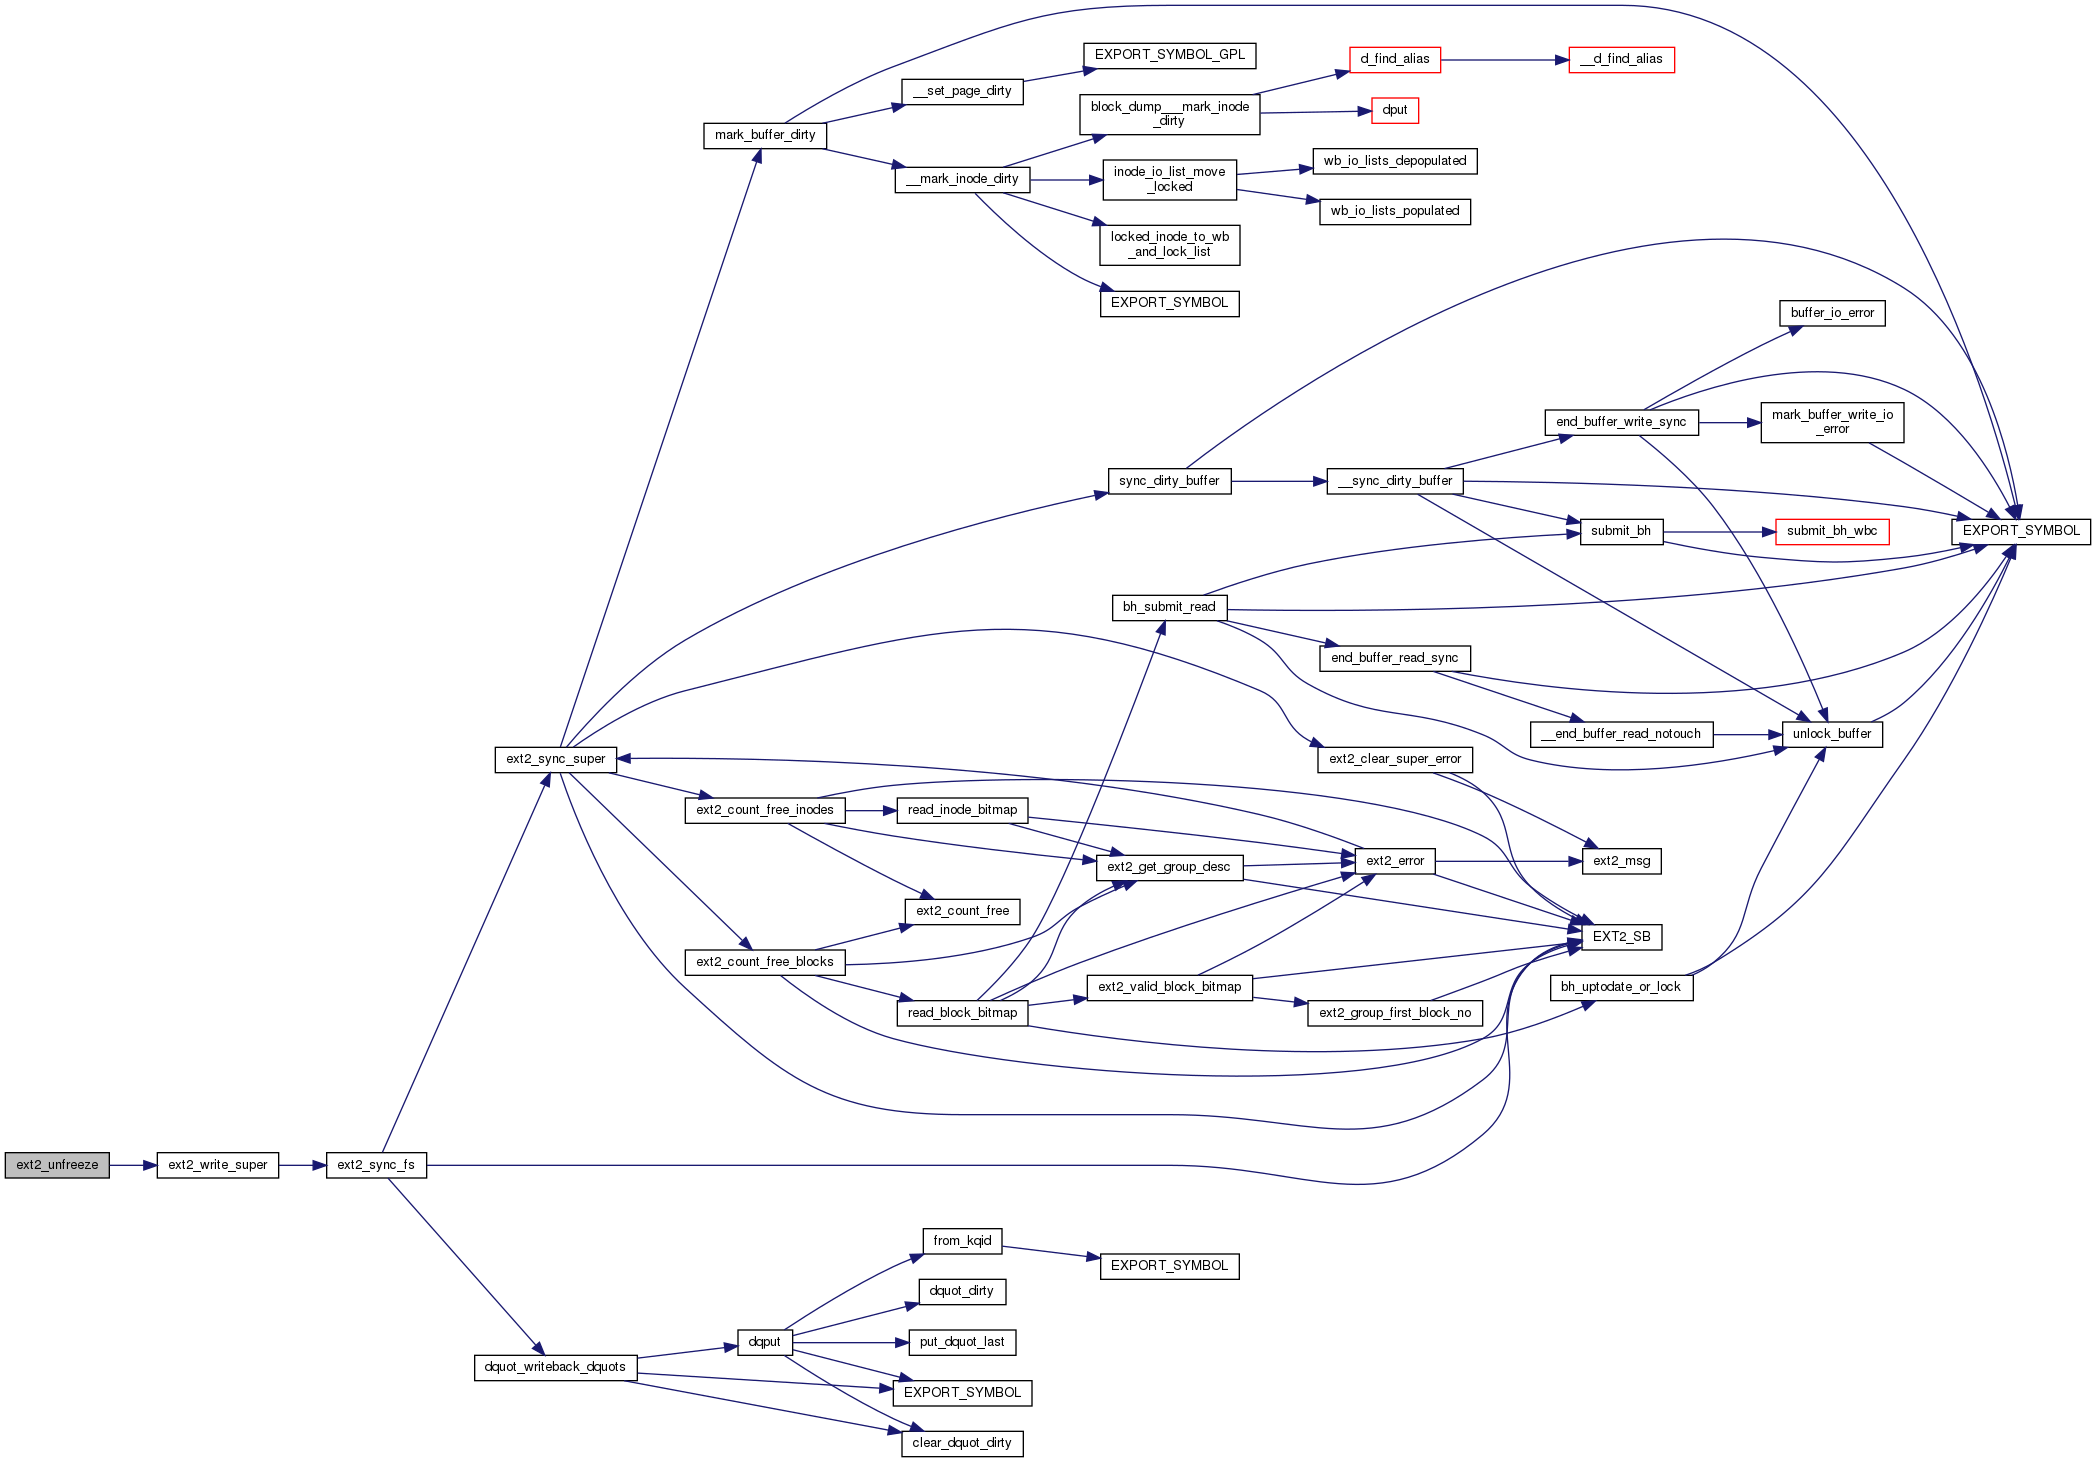 EXPORT_SYMBOL_GPL
d_find_alias
__d_find_alias
__set_page_dirty
block_dump___mark_inode
_dirty
dput
mark_buffer_dirty
__mark_inode_dirty
inode_io_list_move
_locked
wb_io_lists_depopulated
wb_io_lists_populated
locked_inode_to_wb
_and_lock_list
EXPORT_SYMBOL
buffer_io_error
end_buffer_write_sync
mark_buffer_write_io
_error
sync_dirty_buffer
__sync_dirty_buffer
submit_bh
submit_bh_wbc
EXPORT_SYMBOL
bh_submit_read
end_buffer_read_sync
__end_buffer_read_notouch
unlock_buffer
ext2_sync_super
ext2_clear_super_error
ext2_count_free_inodes
read_inode_bitmap
ext2_get_group_desc
ext2_error
ext2_msg
ext2_count_free
EXT2_SB
ext2_count_free_blocks
ext2_valid_block_bitmap
bh_uptodate_or_lock
read_block_bitmap
ext2_group_first_block_no
ext2_unfreeze
ext2_write_super
ext2_sync_fs
from_kqid
EXPORT_SYMBOL
dquot_dirty
dqput
put_dquot_last
dquot_writeback_dquots
EXPORT_SYMBOL
clear_dquot_dirty